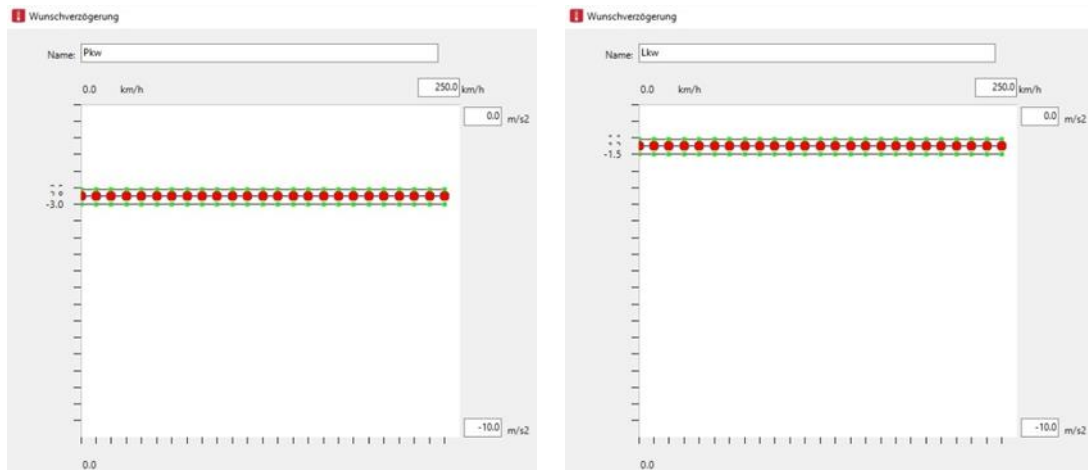 Wunschverzögerung
Name: Pkw
0.0 km/h 250.0 km/h
0.0 m/s2
-3.0
-10.0 m/s2
0.0
Wunschverzögerung
Name: Lkw
0.0 km/h 250.0 km/h
0.0 m/s2
-1.5
-10.0 m/s2
0.0